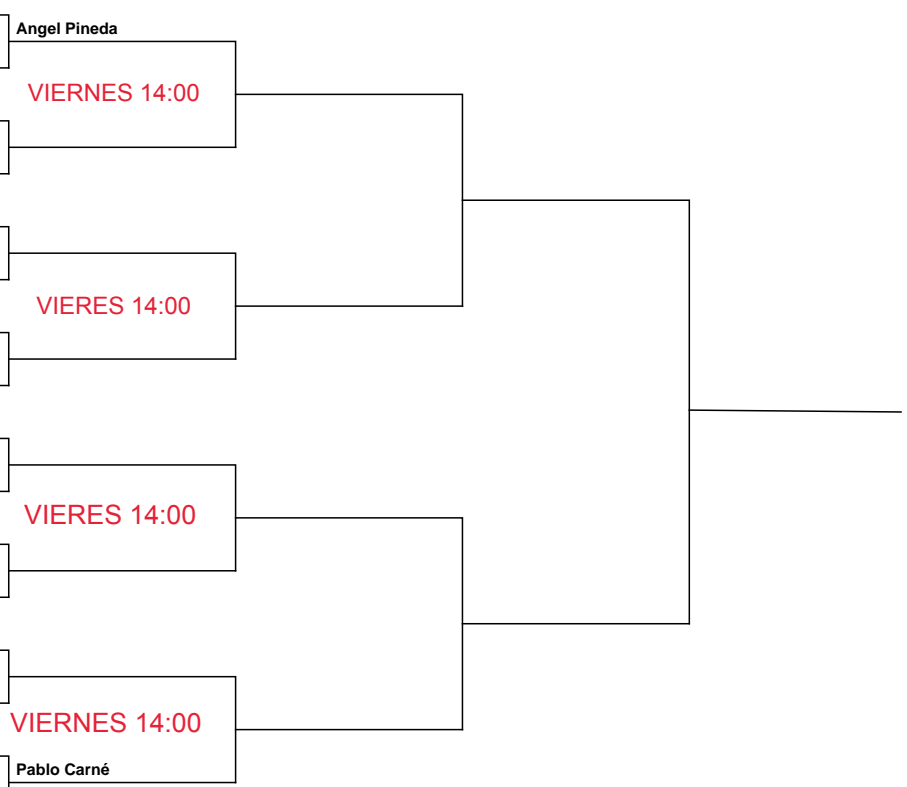 Angel Pineda
VIERNES 14:00
VIERES 14:00
VIERES 14:00
VIERNES 14:00
Pablo Carné